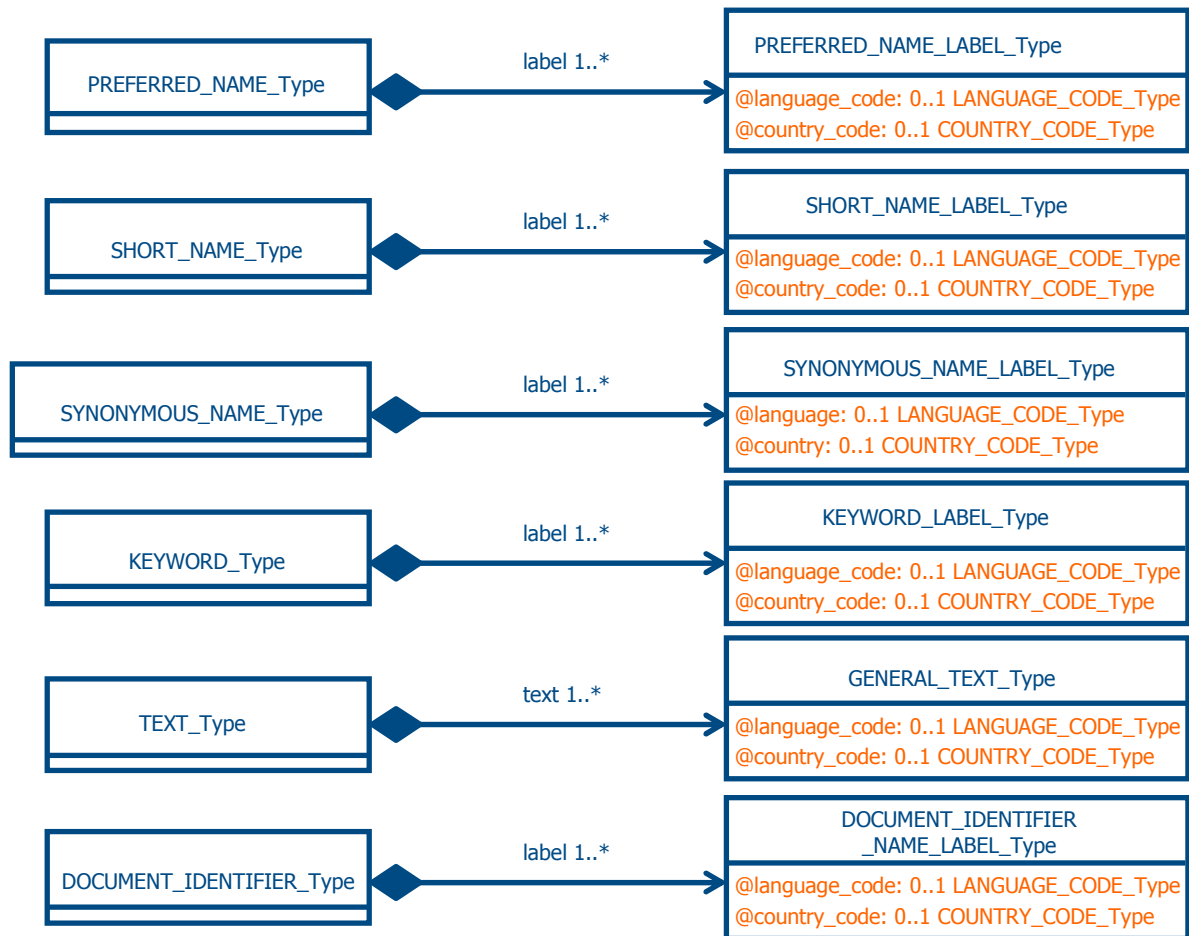 PREFERRED_NAME_Type
label 1..*
PREFERRED_NAME_LABEL_Type
@language_code: 0..1 LANGUAGE_CODE_Type
@country_code: 0..1 COUNTRY_CODE_Type
SHORT_NAME_Type
label 1..*
SHORT_NAME_LABEL_Type
@language_code: 0..1 LANGUAGE_CODE_Type
@country_code: 0..1 COUNTRY_CODE_Type
SYNONYMOUS_NAME_Type
label 1..*
SYNONYMOUS_NAME_LABEL_Type
@language: 0..1 LANGUAGE_CODE_Type
@country: 0..1 COUNTRY_CODE_Type
KEYWORD_Type
label 1..*
KEYWORD_LABEL_Type
@language_code: 0..1 LANGUAGE_CODE_Type
@country_code: 0..1 COUNTRY_CODE_Type
TEXT_Type
text 1..*
GENERAL_TEXT_Type
@language_code: 0..1 LANGUAGE_CODE_Type
@country_code: 0..1 COUNTRY_CODE_Type
DOCUMENT_IDENTIFIER_Type
label 1..*
DOCUMENT_IDENTIFIER
_NAME_LABEL_Type
@language_code: 0..1 LANGUAGE_CODE_Type
@country_code: 0..1 COUNTRY_CODE_Type